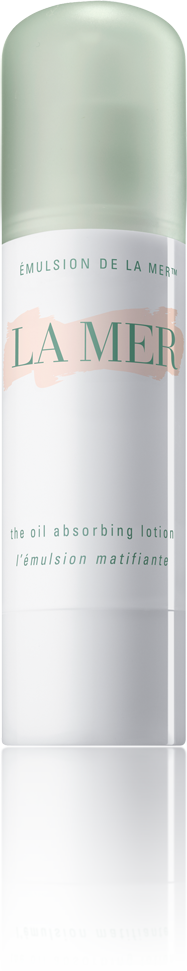 ÉMULSION DE LA MER™
LA MER
the oil absorbing lotion
l'émulsion matifiante